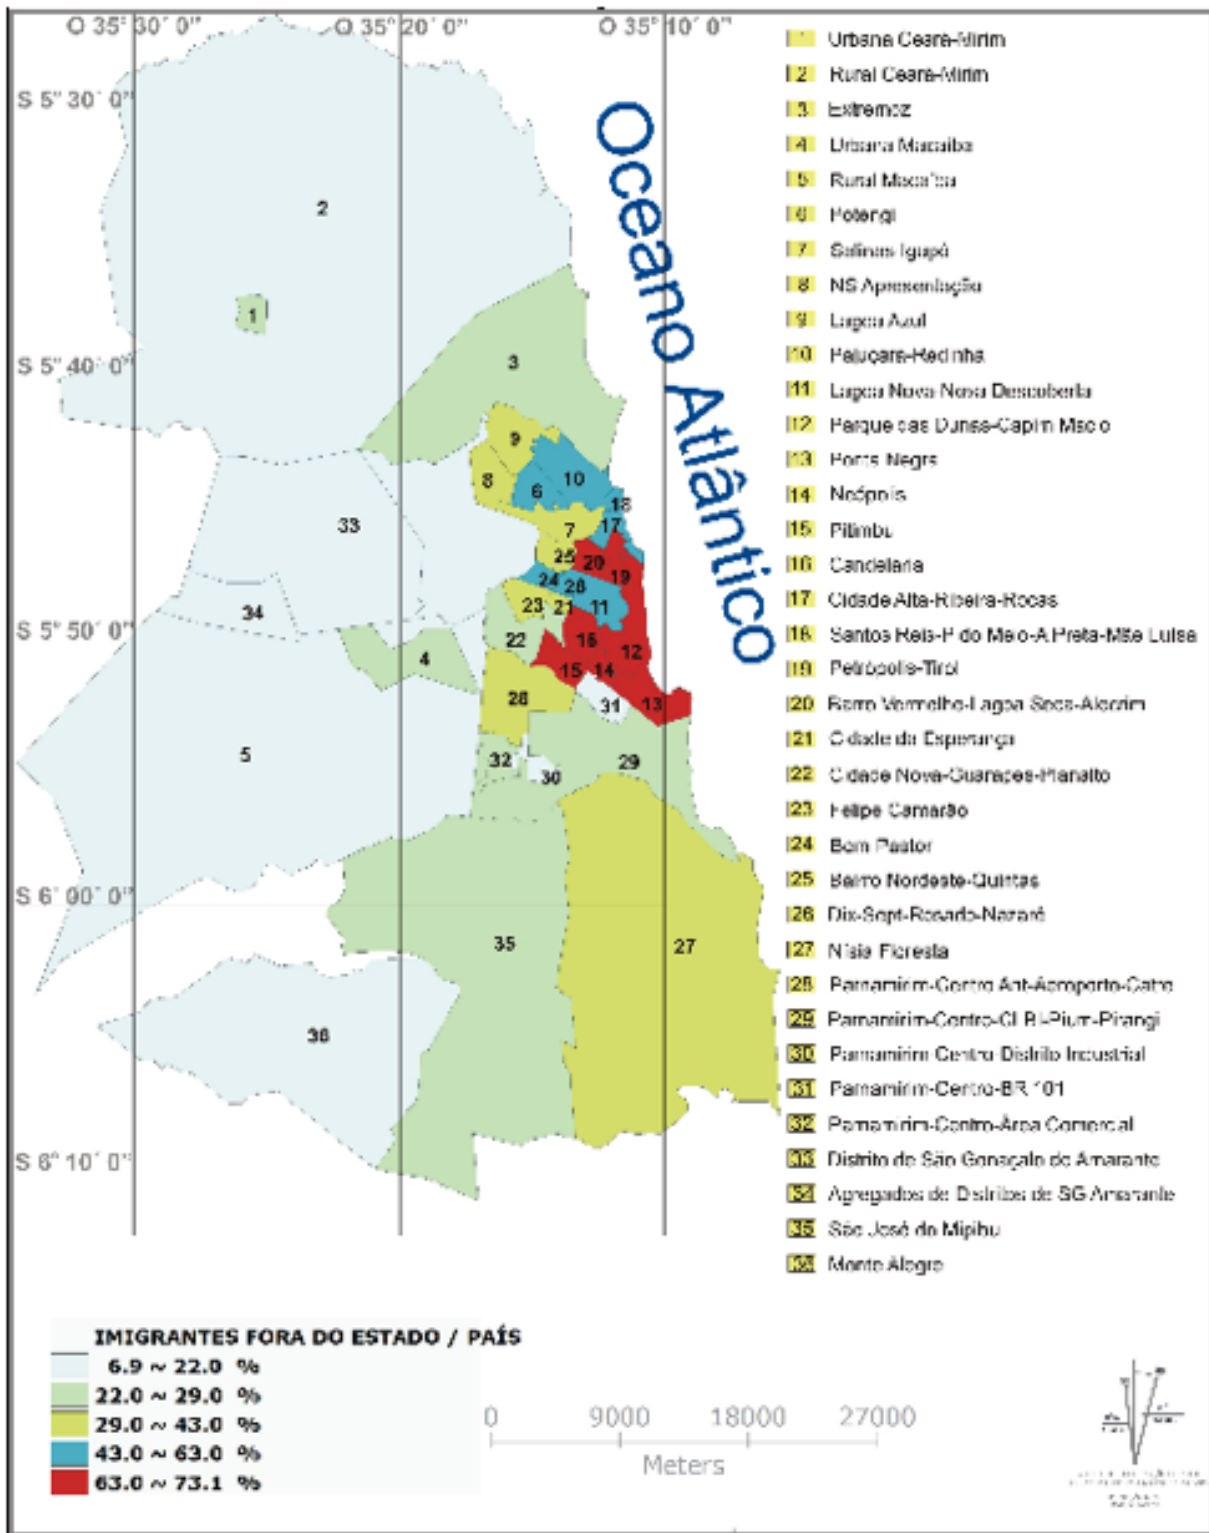 O 35° 30´ 0´´ O 35° 20´ 0´´ O 35° 10´ 0´´
S 5° 30´ 0´´
S 5° 40´ 0´´
S 5° 50´ 0´´
S 6° 00´ 0´´
S 6° 10´ 0´´
Oceano Atlântico
2
1
3
9
8
6
10
18
17
7
33
25
20
19
24
26
11
23
21
34
22
16
12
4
15
14
28
31
13
5
32
30
29
35
27
36
1 Urbana Ceará-Mirim
2 Rural Ceará-Mirim
3 Extremoz
4 Urbana Macaíba
5 Rural Macaíba
6 Potengi
7 Salinas Igapó
8 NS Apresentação
9 Lagoa Azul
10 Pajuçara-Redinha
11 Lagoa Nova-Nova Descoberta
12 Parque das Dunas-Capim Macio
13 Ponta Negra
14 Neópolis
15 Pitimbu
16 Candelária
17 Cidade Alta-Ribeira-Rocas
18 Santos Reis-P do Meio-A Preta-Mãe Luisa
19 Petrópolis-Tirol
20 Barro Vermelho-Lagoa Seca-Alecrim
21 Cidade da Esperança
22 Cidade Nova-Guarapes-Planalto
23 Felipe Camarão
24 Bom Pastor
25 Bairro Nordeste-Quintas
26 Dix-Sept-Rosado-Nazaré
27 Nísia Floresta
28 Parnamirim-Centro Ant-Aeroporto-Catre
29 Parnamirim-Centro-CLBI-Pium-Pirangi
30 Parnamirim-Centro-Distrito Industrial
31 Parnamirim-Centro-BR 101
32 Parnamirim-Centro-Área Comercial
33 Distrito de São Gonaçalo do Amarante
34 Agregados de Distritos de SG Amarante
35 São José do Mipibu
36 Monte Alegre
IMIGRANTES FORA DO ESTADO / PAÍS
6.9 ~ 22.0 %
22.0 ~ 29.0 %
29.0 ~ 43.0 %
43.0 ~ 63.0 %
63.0 ~ 73.1 %
0 9000 18000 27000
Meters